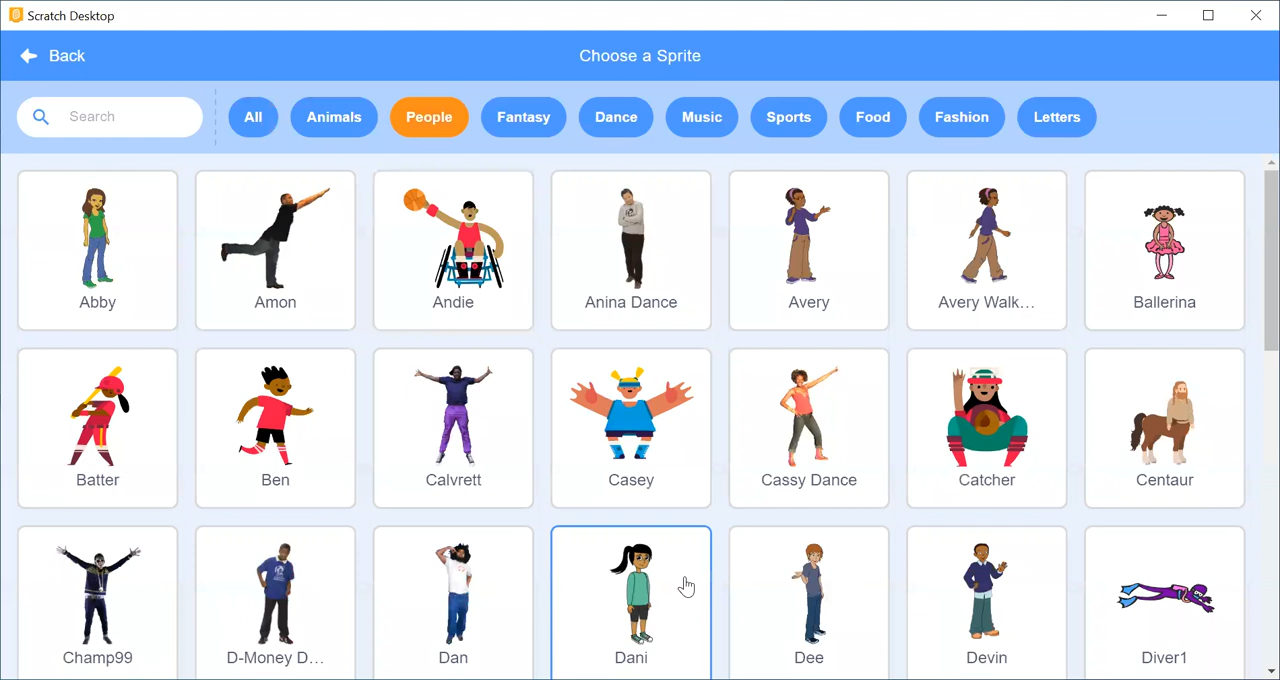 Scratch Desktop
Back
Choose a Sprite
Search
All
Animals
People
Fantasy
Dance
Music
Sports
Food
Fashion
Letters
Abby
Amon
Andie
Anina Dance
Avery
Avery Walk…
Ballerina
Batter
Ben
Calvrett
Casey
Cassy Dance
Catcher
Centaur
Champ99
D-Money D…
Dan
Dani
Dee
Devin
Diver1